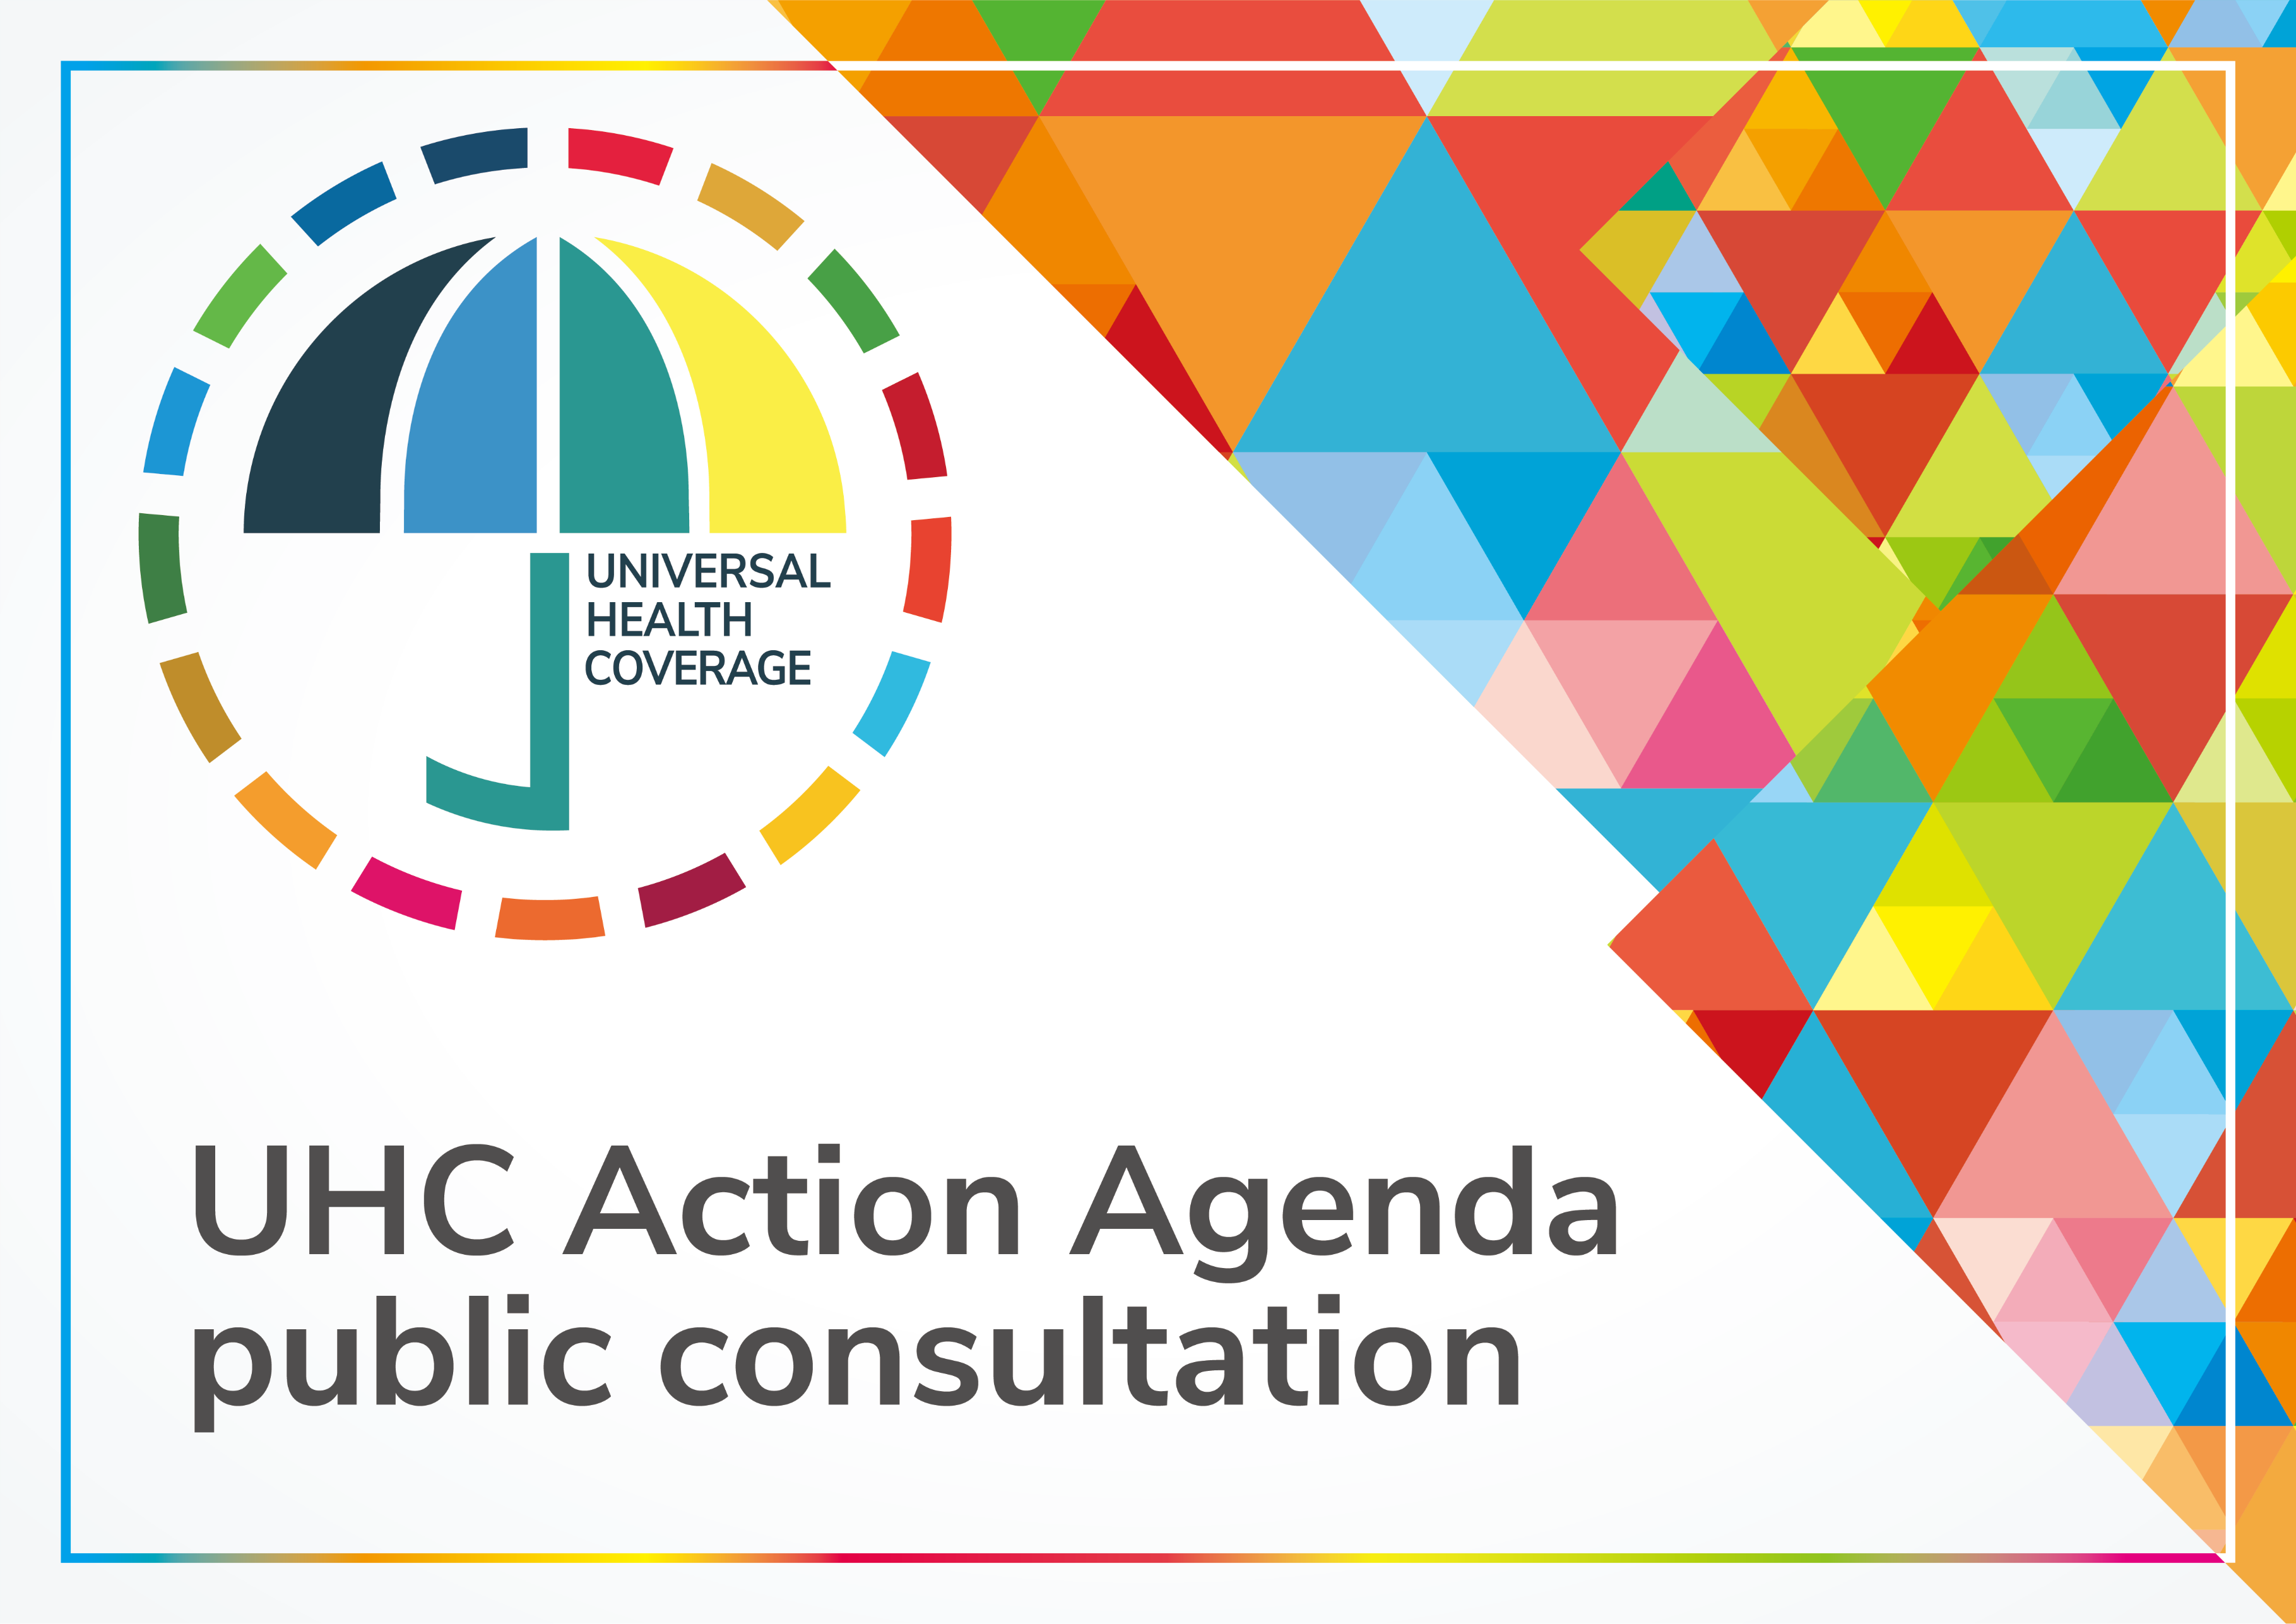 UNIVERSAL
HEALTH
COVERAGE
UHC Action Agenda
public consultation